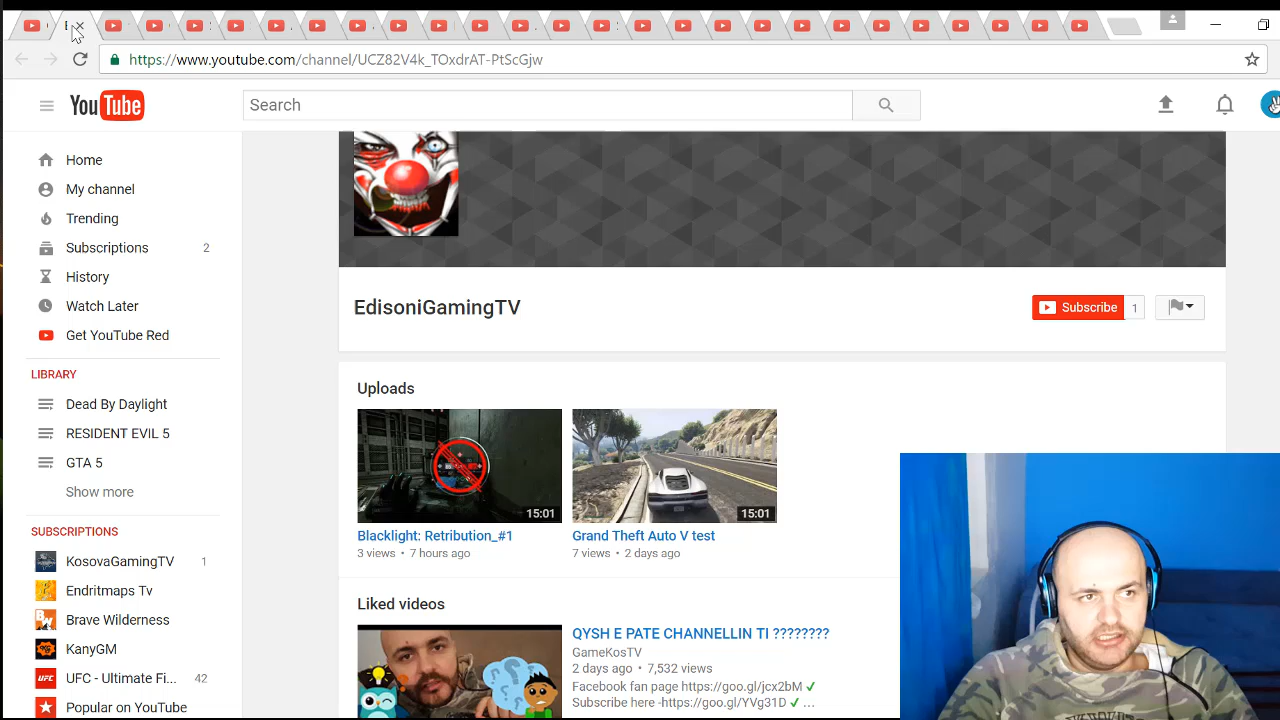 https://www.youtube.com/channel/UCZ82V4k_TOxdrAT-PtScGjw
YouTube
Search
Home
My channel
Trending
Subscriptions 2
History
Watch Later
Get YouTube Red
LIBRARY
Dead By Daylight
RESIDENT EVIL 5
GTA 5
Show more
SUBSCRIPTIONS
KosovaGamingTV 1
Endritmaps Tv
Brave Wilderness
KanyGM
UFC - Ultimate Fi... 42
Popular on YouTube
EdisoniGamingTV
Subscribe 1
Uploads
15:01
15:01
Blacklight: Retribution_#1
3 views • 7 hours ago
Grand Theft Auto V test
7 views • 2 days ago
Liked videos
QYSH E PATE CHANNELLIN TI ????????
GameKosTV
2 days ago • 7,532 views
Facebook fan page https://goo.gl/jcx2bM ✓
Subscribe here -https://goo.gl/YVg31D ✓ ...